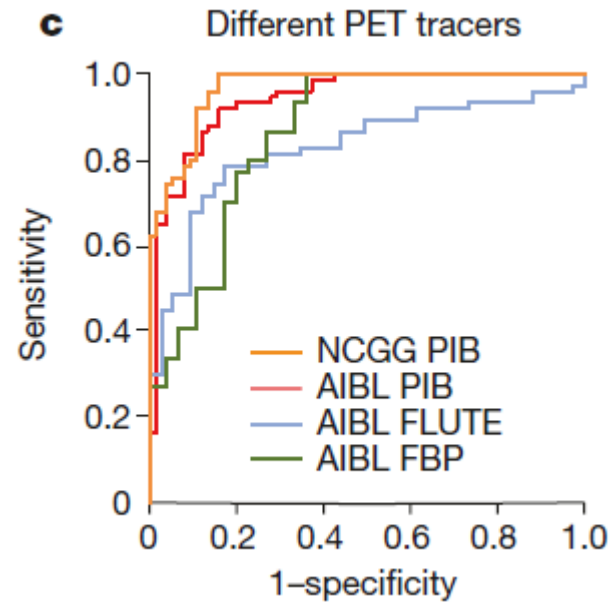 c Different PET tracers
1.0
0.8
0.6
0.4
0.2
0
Sensitivity
NCGG PIB
AIBL PIB
AIBL FLUTE
AIBL FBP
0 0.2 0.4 0.6 0.8 1.0
1–specificity